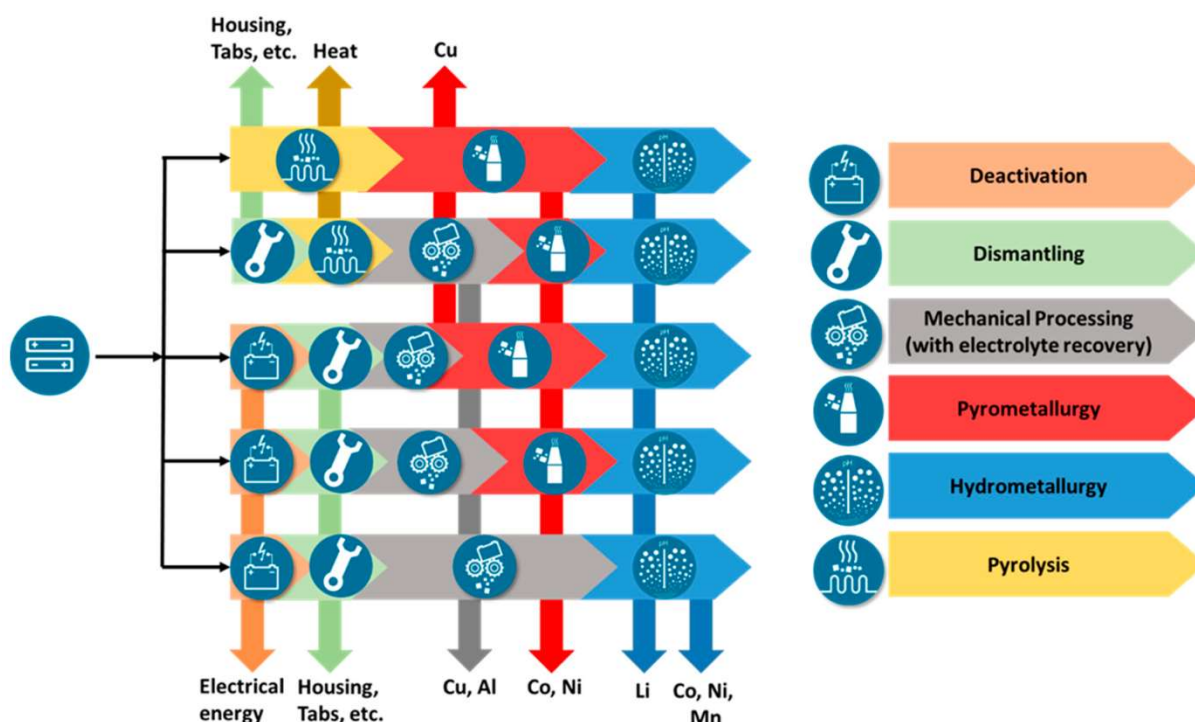 Housing,
Tabs, etc.
Heat
Cu
Deactivation
Dismantling
Mechanical Processing
(with electrolyte recovery)
Pyrometallurgy
Hydrometallurgy
Pyrolysis
Electrical
energy
Housing,
Tabs, etc.
Cu, Al
Co, Ni
Li
Co, Ni,
Mn